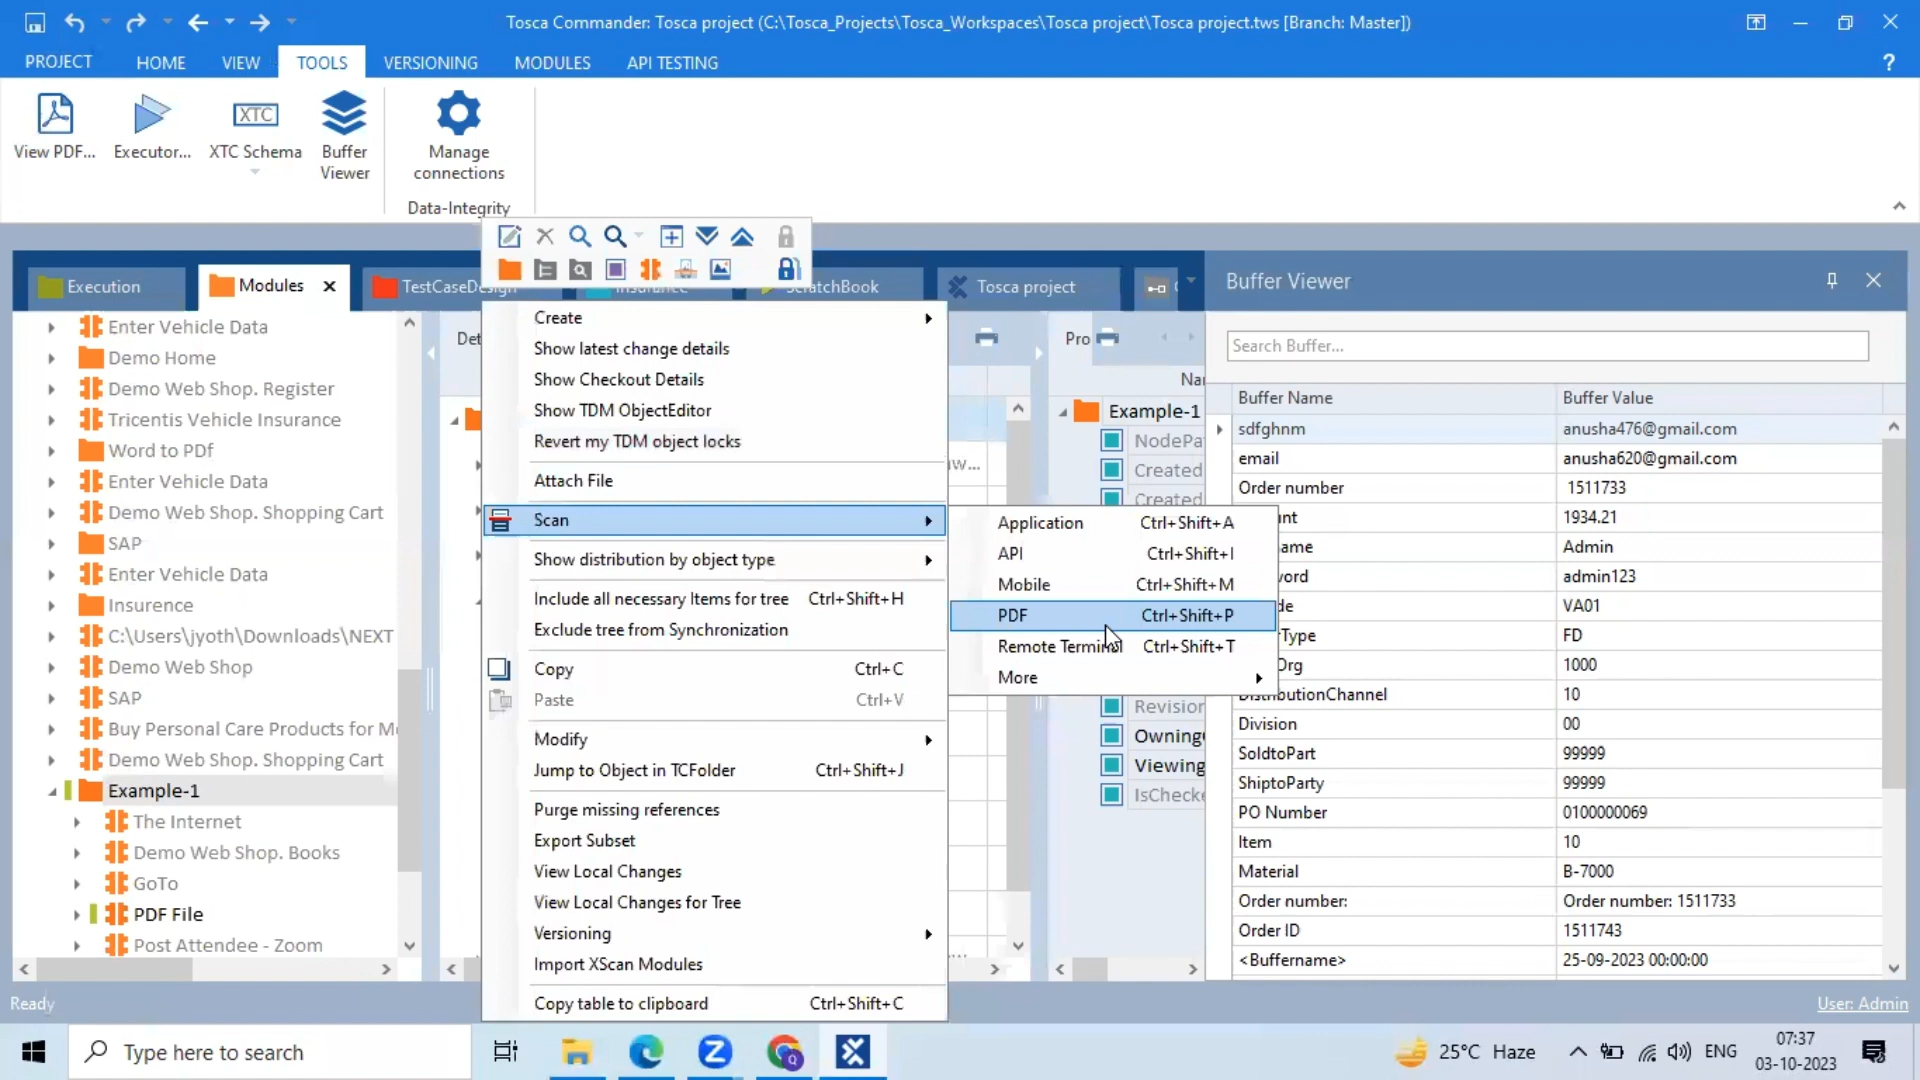 Tosca Commander: Tosca project (C:\Tosca_Projects\Tosca_Workspaces\Tosca project\Tosca project.tws [Branch: Master])
PROJECT HOME VIEW TOOLS VERSIONING MODULES API TESTING ?
View PDF... Executor... XTC Schema Buffer Viewer Manage connections
XTC
Data-Integrity
Execution Modules TestCaseDesign Insurance ScratchBook Tosca project
Buffer Viewer
Enter Vehicle Data
Demo Home
Demo Web Shop. Register
Tricentis Vehicle Insurance
Word to PDf
Enter Vehicle Data
Demo Web Shop. Shopping Cart
SAP
Enter Vehicle Data
Insurence
C:\Users\jyoth\Downloads\NEXT
Demo Web Shop
SAP
Buy Personal Care Products for M
Demo Web Shop. Shopping Cart
Example-1
The Internet
Demo Web Shop. Books
GoTo
PDF File
Post Attendee - Zoom
Det
Create
Show latest change details
Show Checkout Details
Show TDM ObjectEditor
Revert my TDM object locks
Attach File
Scan
Show distribution by object type
Include all necessary Items for tree Ctrl+Shift+H
Exclude tree from Synchronization
Copy Ctrl+C
Paste Ctrl+V
Modify
Jump to Object in TCFolder Ctrl+Shift+J
Purge missing references
Export Subset
View Local Changes
View Local Changes for Tree
Versioning
Import XScan Modules
Copy table to clipboard Ctrl+Shift+C
Application Ctrl+Shift+A
API Ctrl+Shift+I
Mobile Ctrl+Shift+M
PDF Ctrl+Shift+P
Remote Terminal Ctrl+Shift+T
More
w...
Pro
Na
Example-1
NodePa
Created
Created
Revision
Owning
Viewing
IsChecke
Search Buffer...
Buffer Name Buffer Value
sdfghnm anusha476@gmail.com
email anusha620@gmail.com
Order number 1511733
nt 1934.21
ame Admin
ord admin123
de VA01
Type FD
Org 1000
DistributionChannel 10
Division 00
SoldtoPart 99999
ShiptoParty 99999
PO Number 0100000069
Item 10
Material B-7000
Order number: Order number: 1511733
Order ID 1511743
<Buffername> 25-09-2023 00:00:00
Ready User: Admin
Type here to search 25°C Haze ENG 07:37
03-10-2023